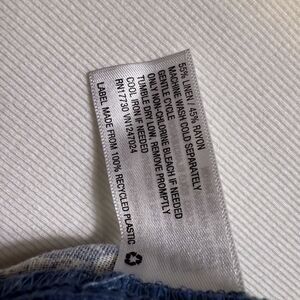 55% LINEN / 45% RAYON
MACHINE WASH COLD SEPARATELY
GENTLE CYCLE
ONLY NON-CHLORINE BLEACH IF NEEDED
TUMBLE DRY LOW, REMOVE PROMPTLY
COOL IRON IF NEEDED
RN17730 VN1247024
LABEL MADE FROM 100% RECYCLED PLASTIC